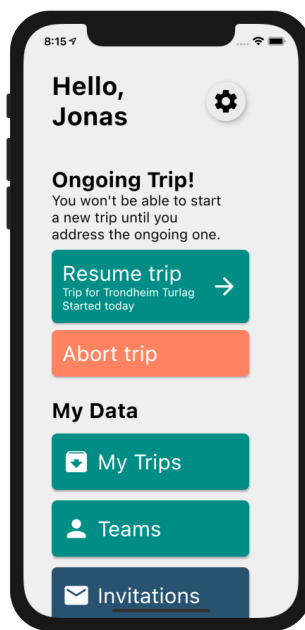 8:15
Hello,
Jonas
Ongoing Trip!
You won't be able to start
a new trip until you
address the ongoing one.
Resume trip
Trip for Trondheim Turlag
Started today
Abort trip
My Data
My Trips
Teams
Invitations